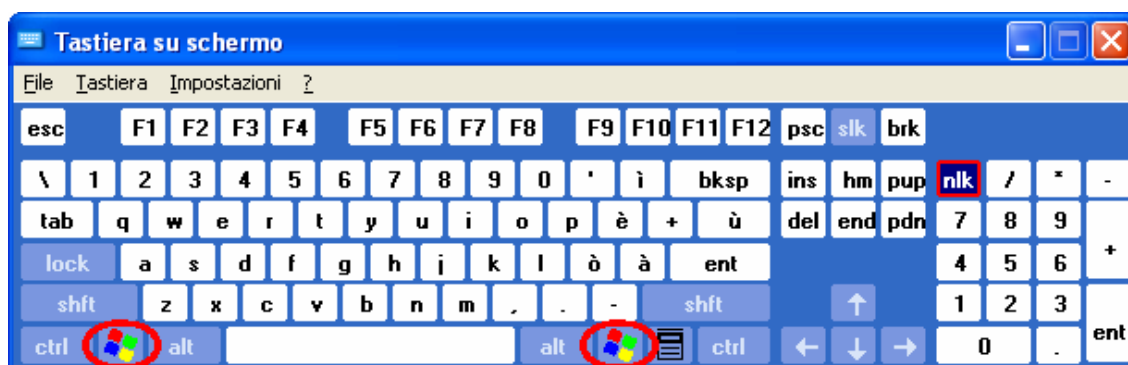 Tastiera su schermo
File Tastiera Impostazioni ?
esc F1 F2 F3 F4 F5 F6 F7 F8 F9 F10 F11 F12 psc slk brk
\ 1 2 3 4 5 6 7 8 9 0 ' ì bksp ins hm pup nlk / * -
tab q w e r t y u i o p è + ù del end pdn 7 8 9
lock a s d f g h j k l ò à ent 4 5 6 +
shft z x c v b n m , . - shft ↑ 1 2 3
ctrl alt alt ctrl ← ↓ → 0 . ent